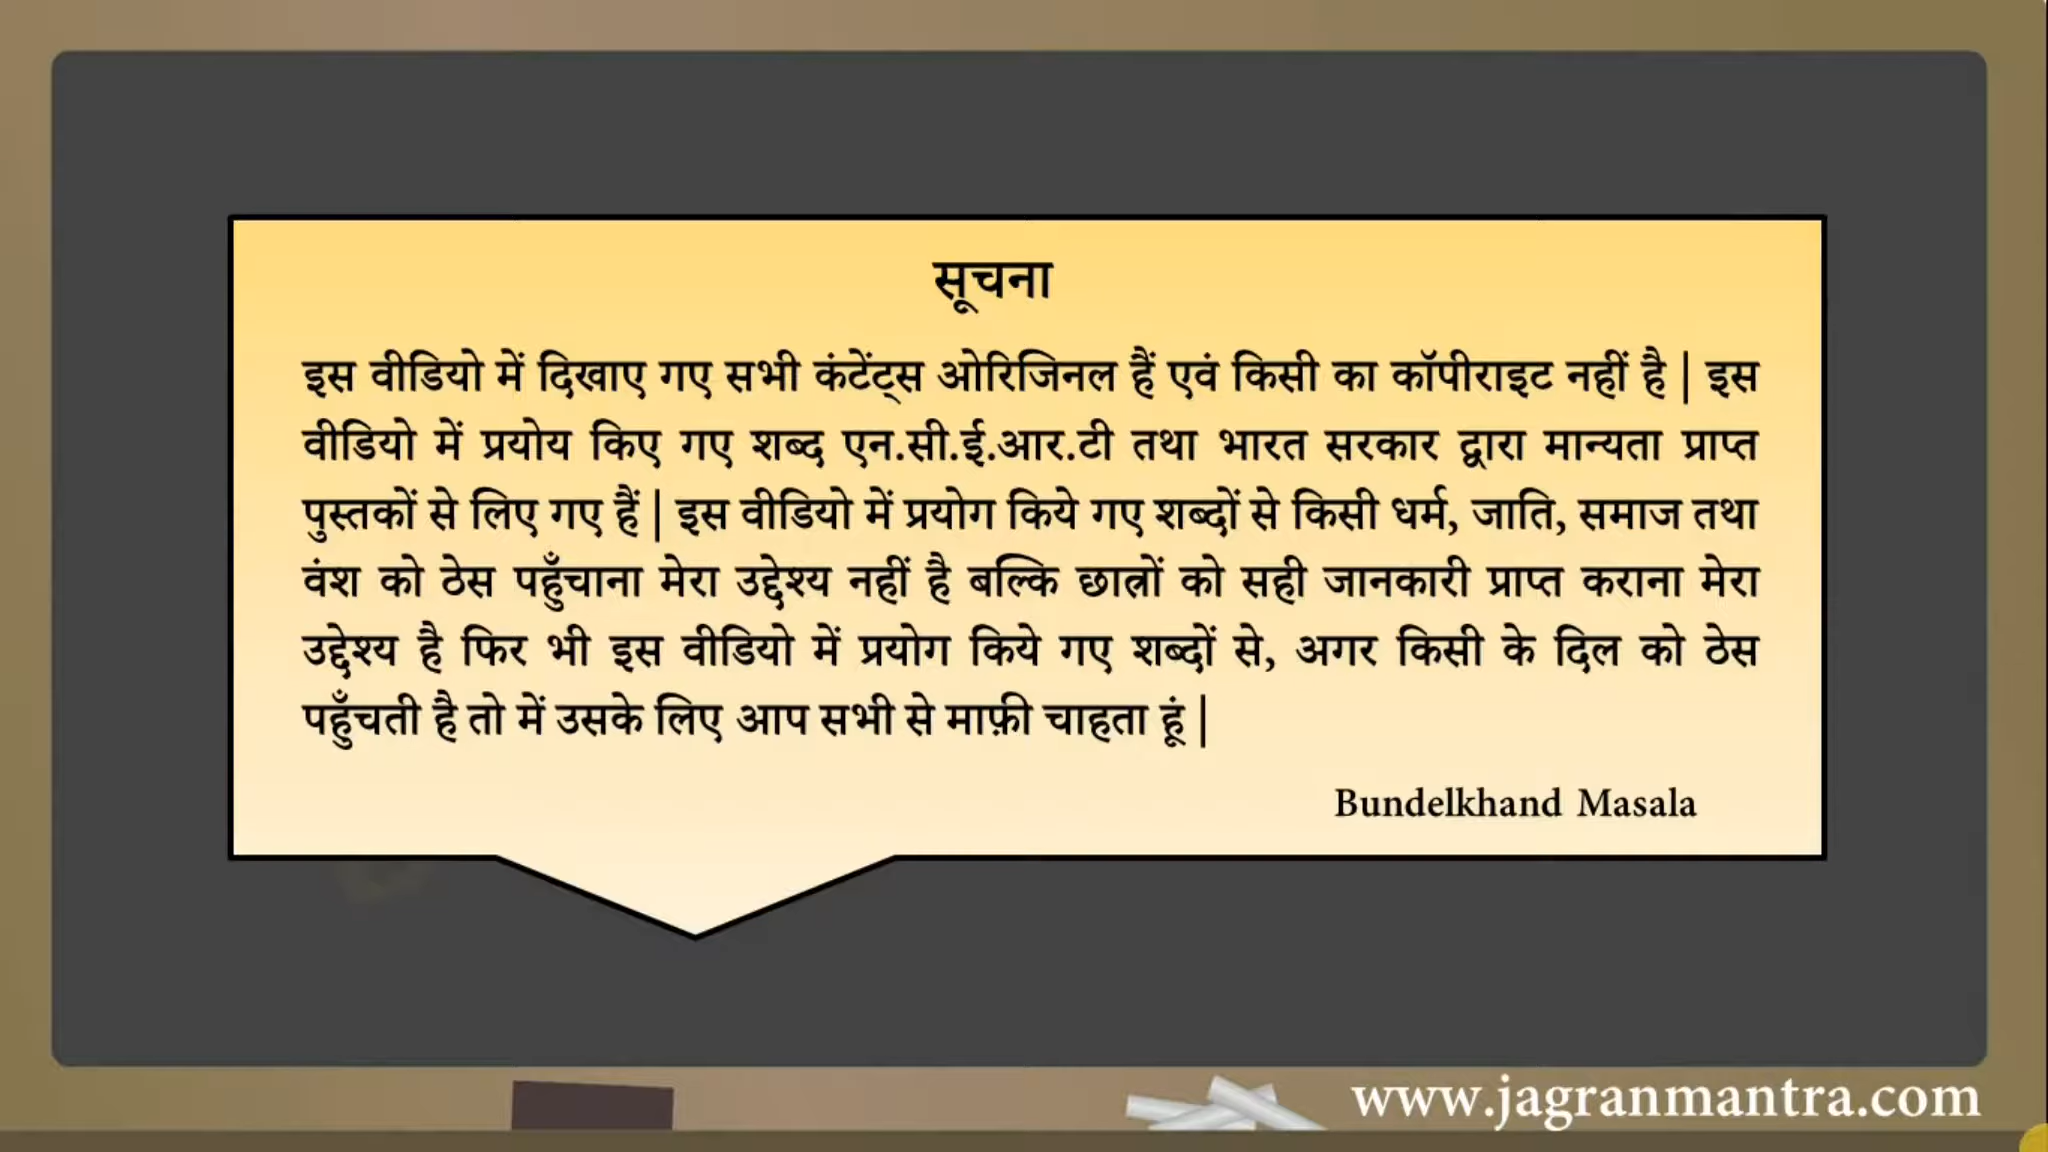 सूचना
इस वीडियो में दिखाए गए सभी कंटेंट्स ओरिजिनल हैं एवं किसी का कॉपीराइट नहीं है | इस
वीडियो में प्रयोय किए गए शब्द एन.सी.ई.आर.टी तथा भारत सरकार द्वारा मान्यता प्राप्त
पुस्तकों से लिए गए हैं | इस वीडियो में प्रयोग किये गए शब्दों से किसी धर्म, जाति, समाज तथा
वंश को ठेस पहुँचाना मेरा उद्देश्य नहीं है बल्कि छात्रों को सही जानकारी प्राप्त कराना मेरा
उद्देश्य है फिर भी इस वीडियो में प्रयोग किये गए शब्दों से, अगर किसी के दिल को ठेस
पहुँचती है तो में उसके लिए आप सभी से माफ़ी चाहता हूं |
Bundelkhand Masala
www.jagranmantra.com